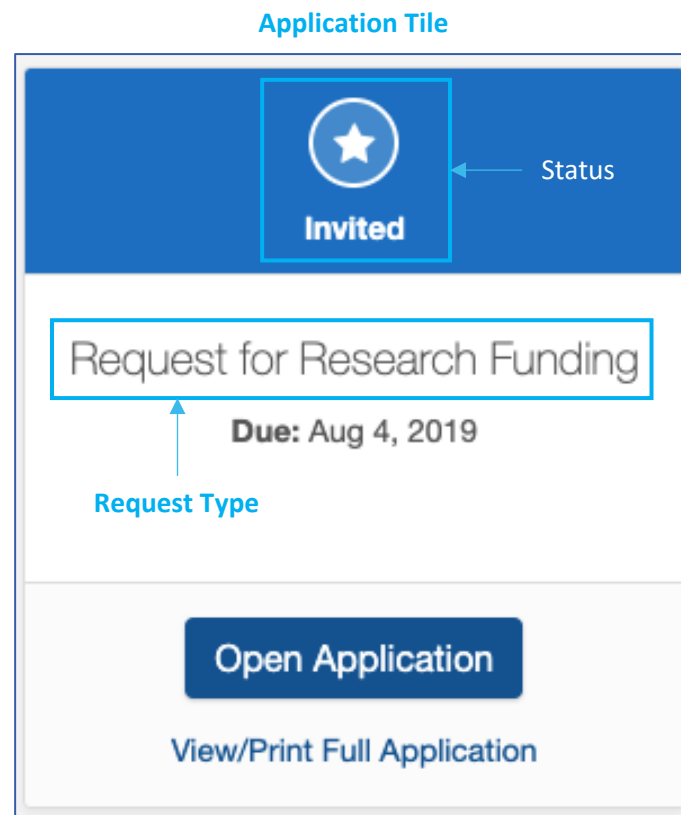 Application Tile
Status
Invited
Request for Research Funding
Due: Aug 4, 2019
Request Type
Open Application
View/Print Full Application